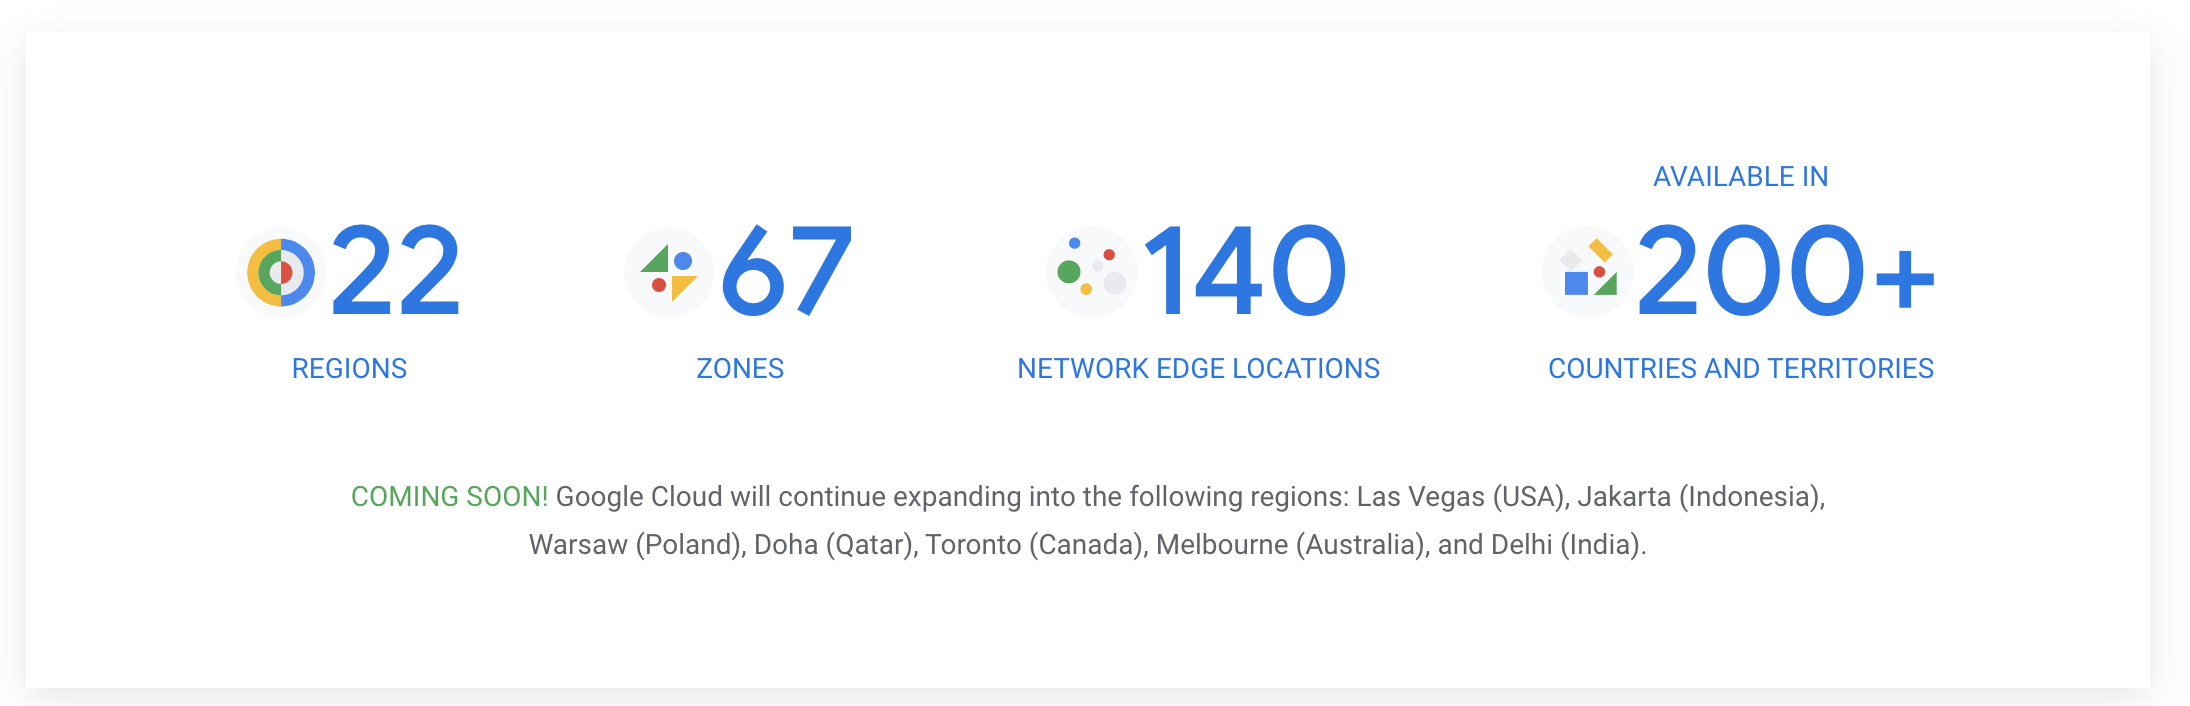 22
REGIONS
67
ZONES
140
NETWORK EDGE LOCATIONS
AVAILABLE IN
200+
COUNTRIES AND TERRITORIES
COMING SOON! Google Cloud will continue expanding into the following regions: Las Vegas (USA), Jakarta (Indonesia),
Warsaw (Poland), Doha (Qatar), Toronto (Canada), Melbourne (Australia), and Delhi (India).